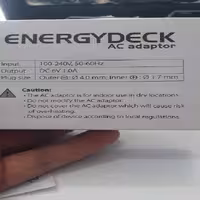 ENERGYDECK
AC adaptor
Input: 100-240V, 50-60Hz
Output: DC 6V 1.0A
Plug size: Outer ⊖: Ø 4.0 mm, Inner ⊕: Ø 1.7 mm
Caution:
- The AC adaptor is for indoor use in dry locations.
- Do not modify the AC adaptor.
- Do not cover the AC adaptor which will cause risk of over-heating.
- Dispose of device according to local regulations.